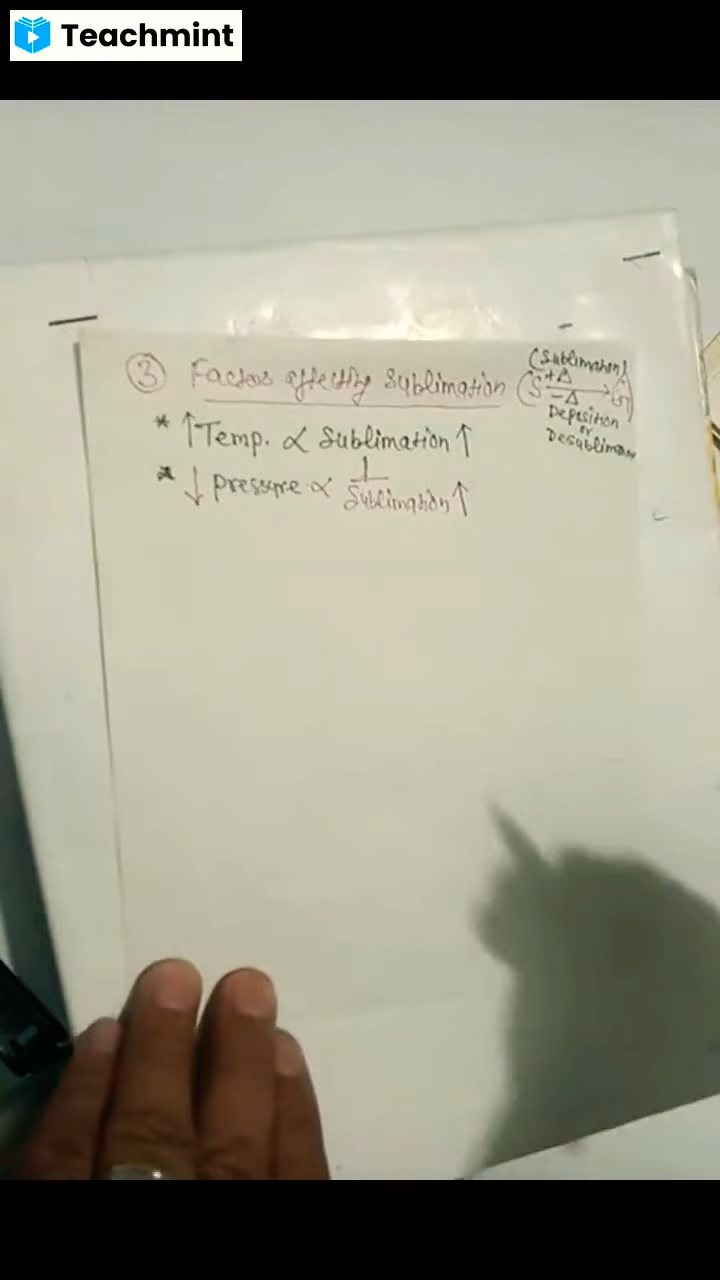 Teachmint
③ Factors affecting Sublimation
(Sublimation)
(S +Δ → G)
-Δ
Deposition
or
Desublimation
* ↑Temp. ∝ Sublimation↑
* ↓ Pressure ∝ 1/Sublimation↑